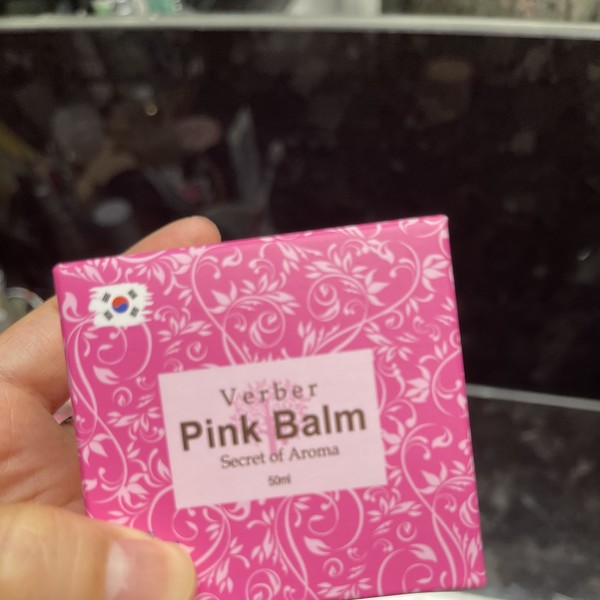 Verber
Pink Balm
Secret of Aroma
50ml